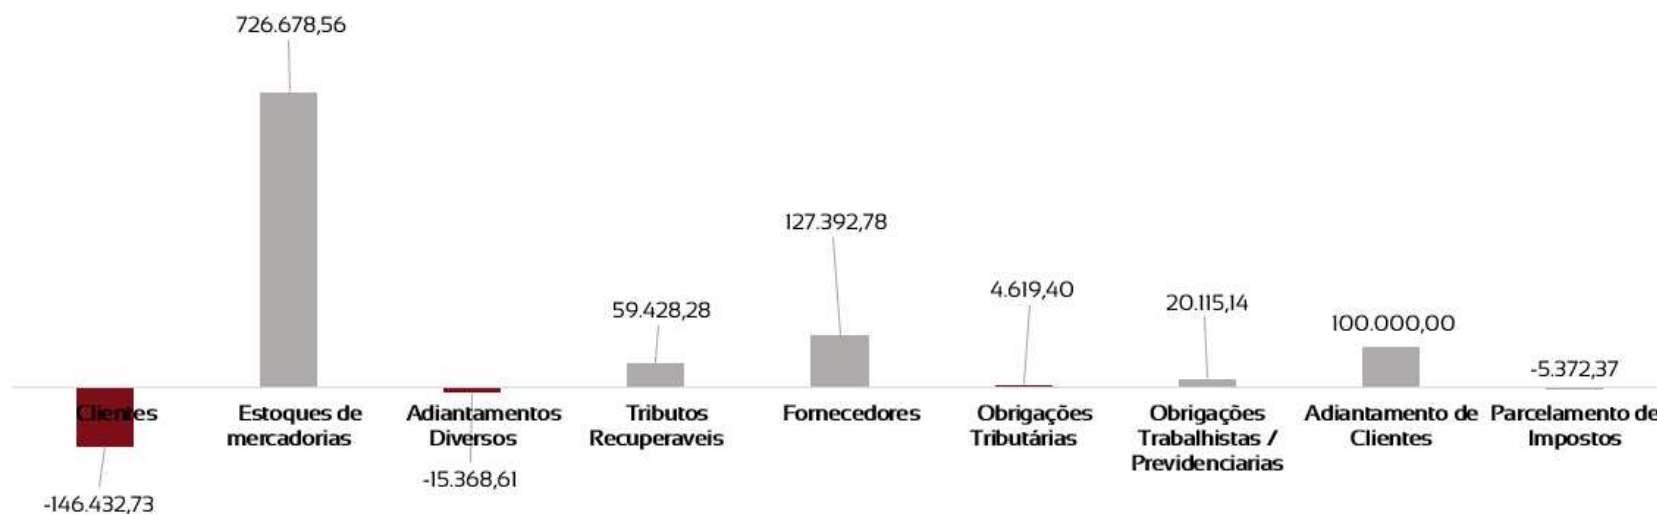 726.678,56
127.392,78
59.428,28
4.619,40
20.115,14
100.000,00
-5.372,37
Clientes
Estoques de
mercadorias
Adiantamentos
Diversos
Tributos
Recuperaveis
Fornecedores
Obrigações
Tributárias
Obrigações
Trabalhistas /
Previdenciarias
Adiantamento de
Clientes
Parcelamento de
Impostos
-15.368,61
-146.432,73